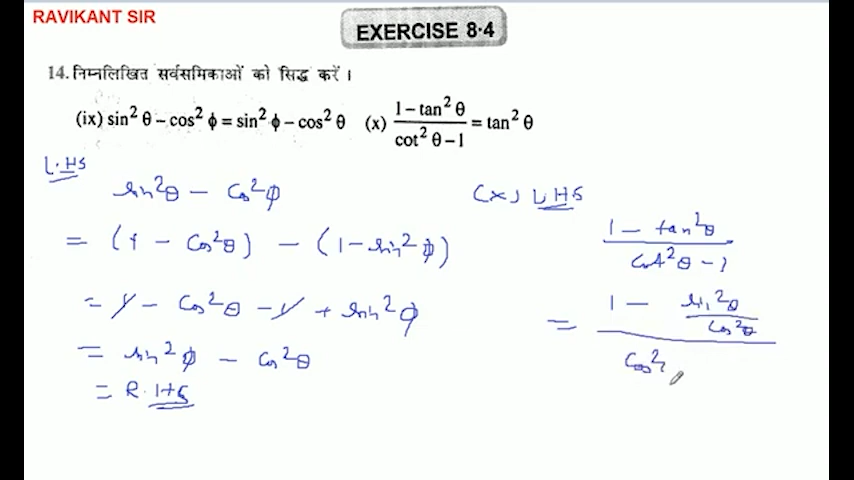 RAVIKANT SIR
EXERCISE 8·4
14. निम्नलिखित सर्वसमिकाओं को सिद्ध करें ।
(ix) sin² θ – cos² ϕ = sin² ϕ – cos² θ (x) (1 – tan² θ)/(cot² θ – 1) = tan² θ
L.HS
sin²θ – cos²ϕ
= (1 – cos²θ) – (1 – sin²ϕ)
= 1 – cos²θ – 1 + sin²ϕ
= sin²ϕ – cos²θ
= R.HS
(x) LHS
(1 – tan²θ)/(cot²θ – 1)
= (1 – sin²θ/cos²θ)/(cos²